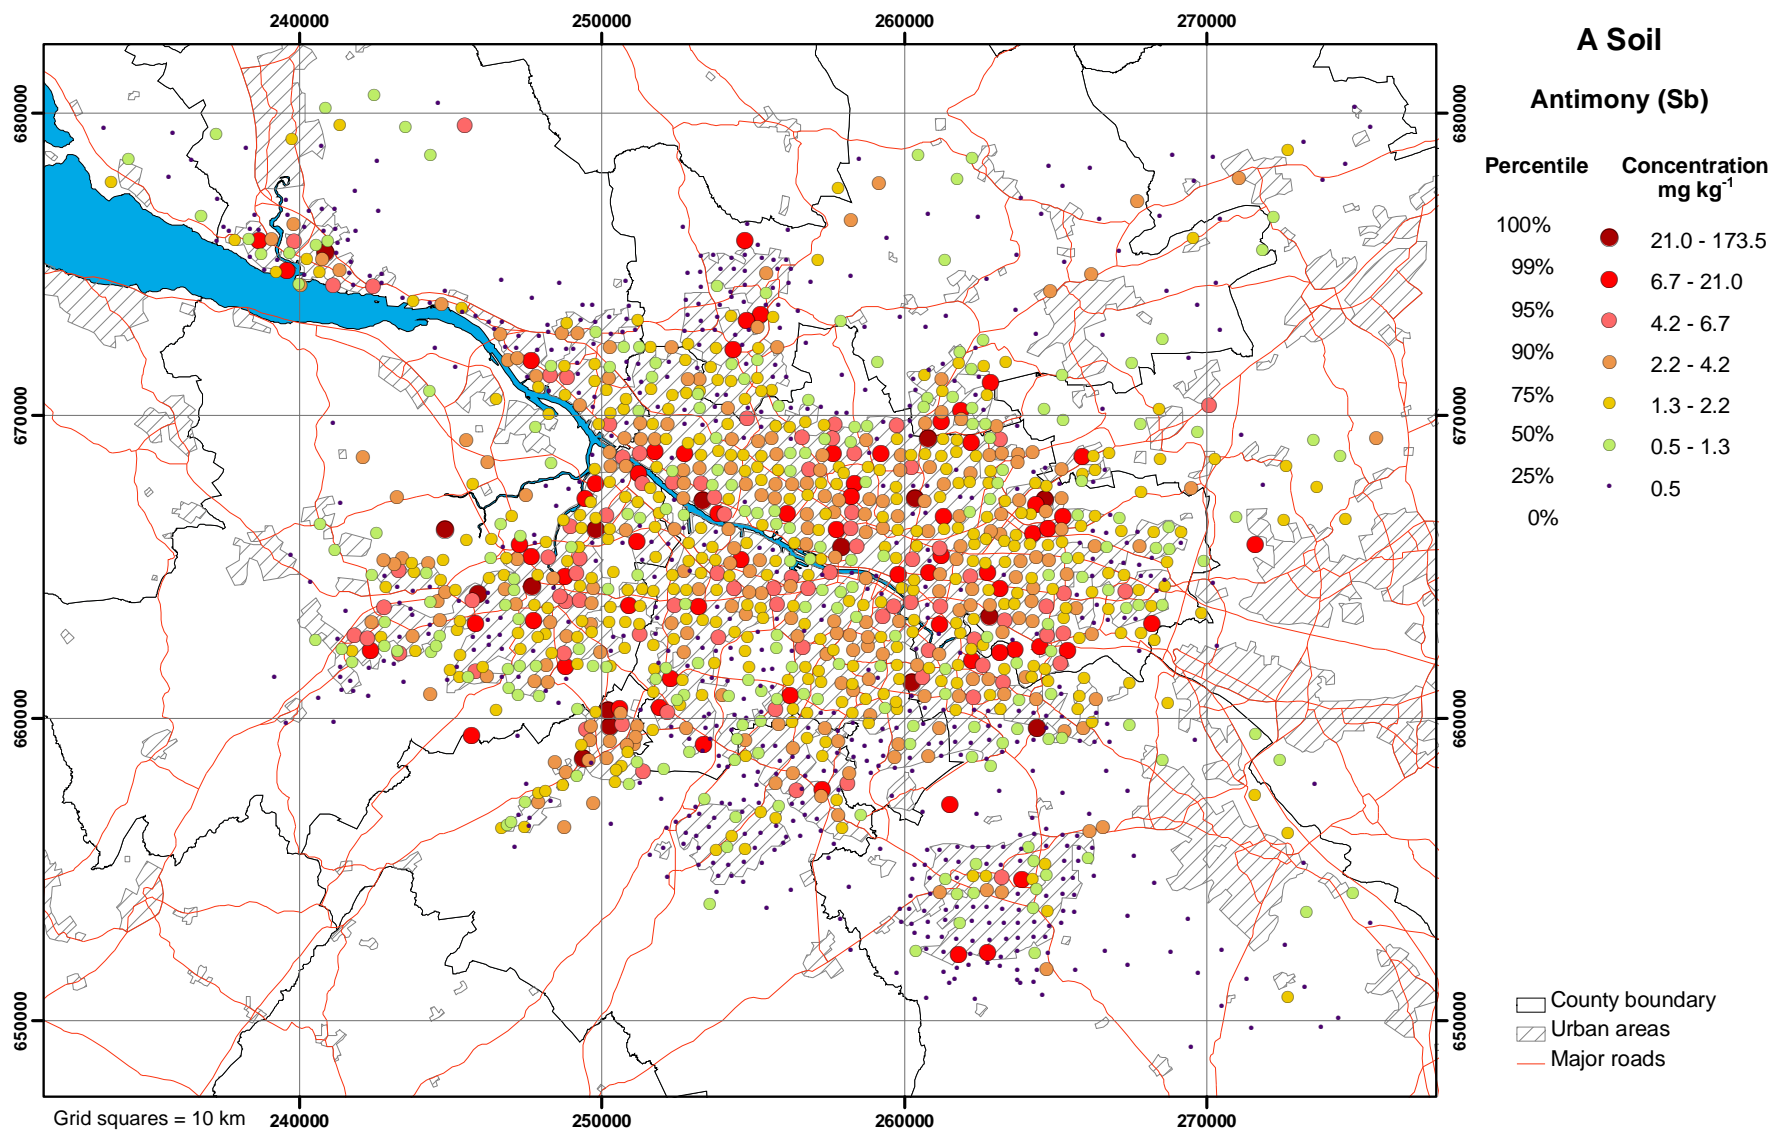 240000 250000 260000 270000
A Soil
Antimony (Sb)
Percentile Concentration
mg kg-1
100%
21.0 - 173.5
99%
6.7 - 21.0
95%
4.2 - 6.7
90%
2.2 - 4.2
75%
1.3 - 2.2
50%
0.5 - 1.3
25%
0.5
0%
680000 680000
670000 670000
660000 660000
650000 650000
County boundary
Urban areas
Major roads
Grid squares = 10 km
240000 250000 260000 270000